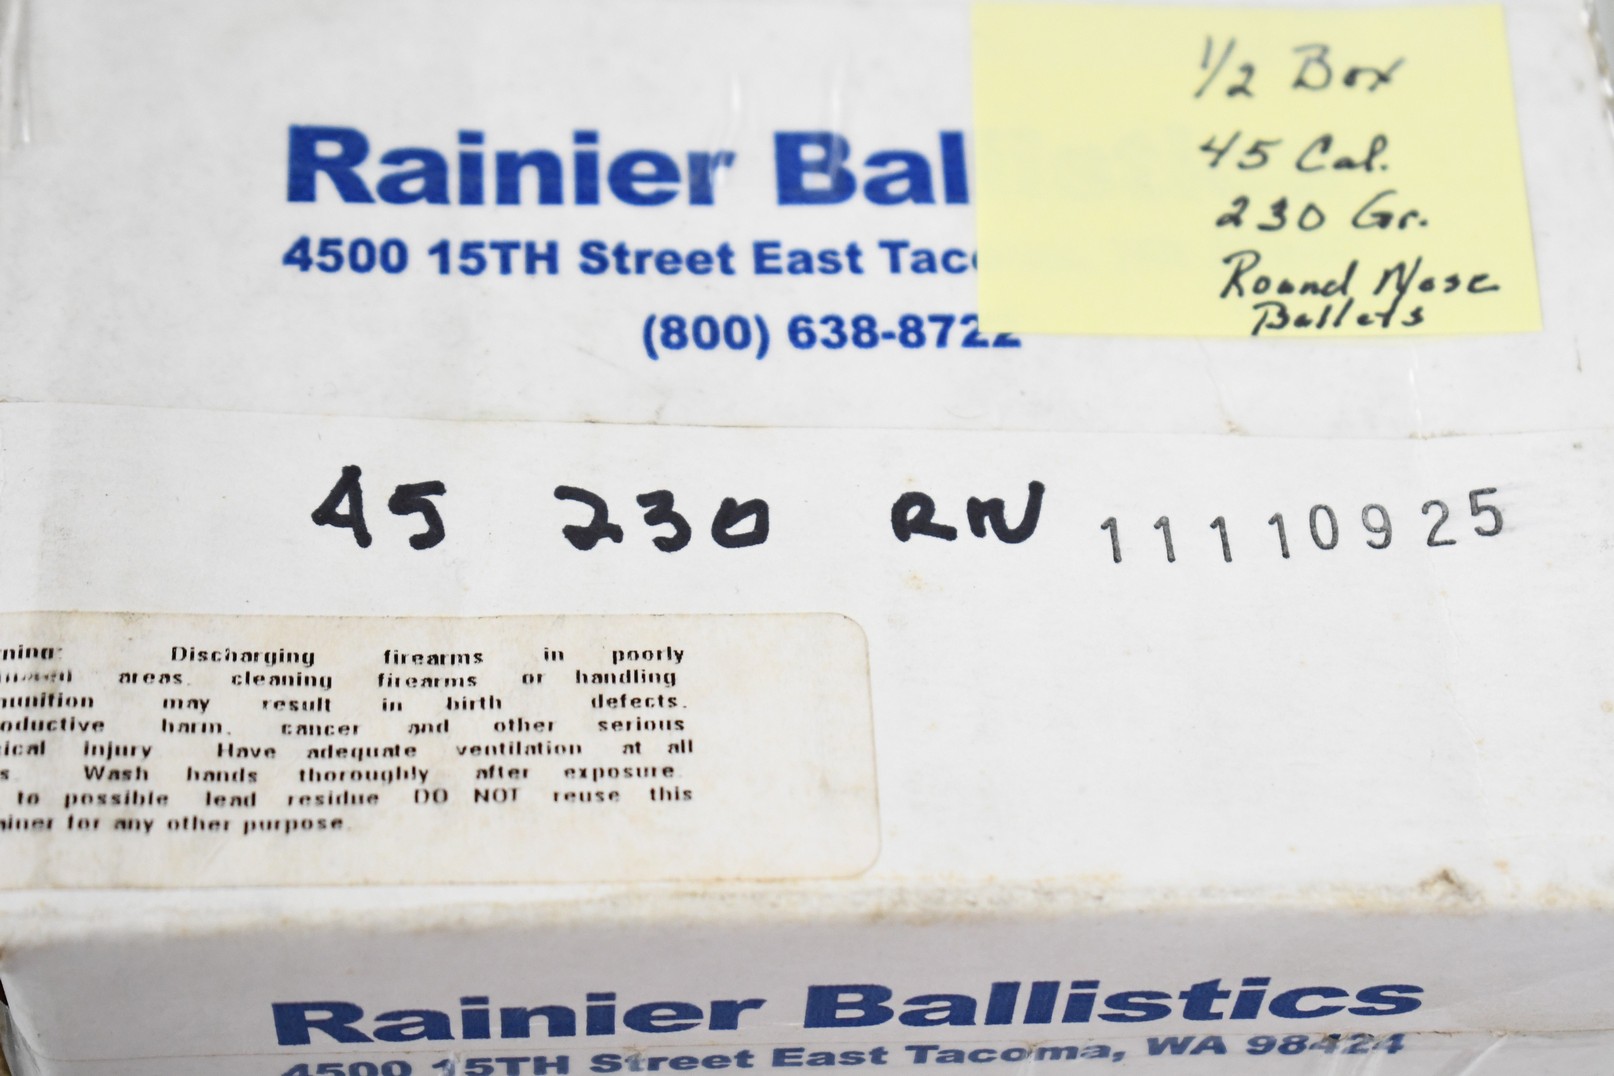 1/2 Box
45 Cal.
230 Gr.
Round Nose
Bullets
Rainier Bal
4500 15TH Street East Tac
(800) 638-8722
45 230 RN 11110925
Discharging firearms in poorly
areas cleaning firearms or handling
may result in birth defects.
harm, cancer and other serious
injury Have adequate ventilation at all
Wash hands thoroughly after exposure.
to possible lead residue DO NOT reuse this
for any other purpose.
Rainier Ballistics
4500 15TH Street East Tacoma, WA 98424